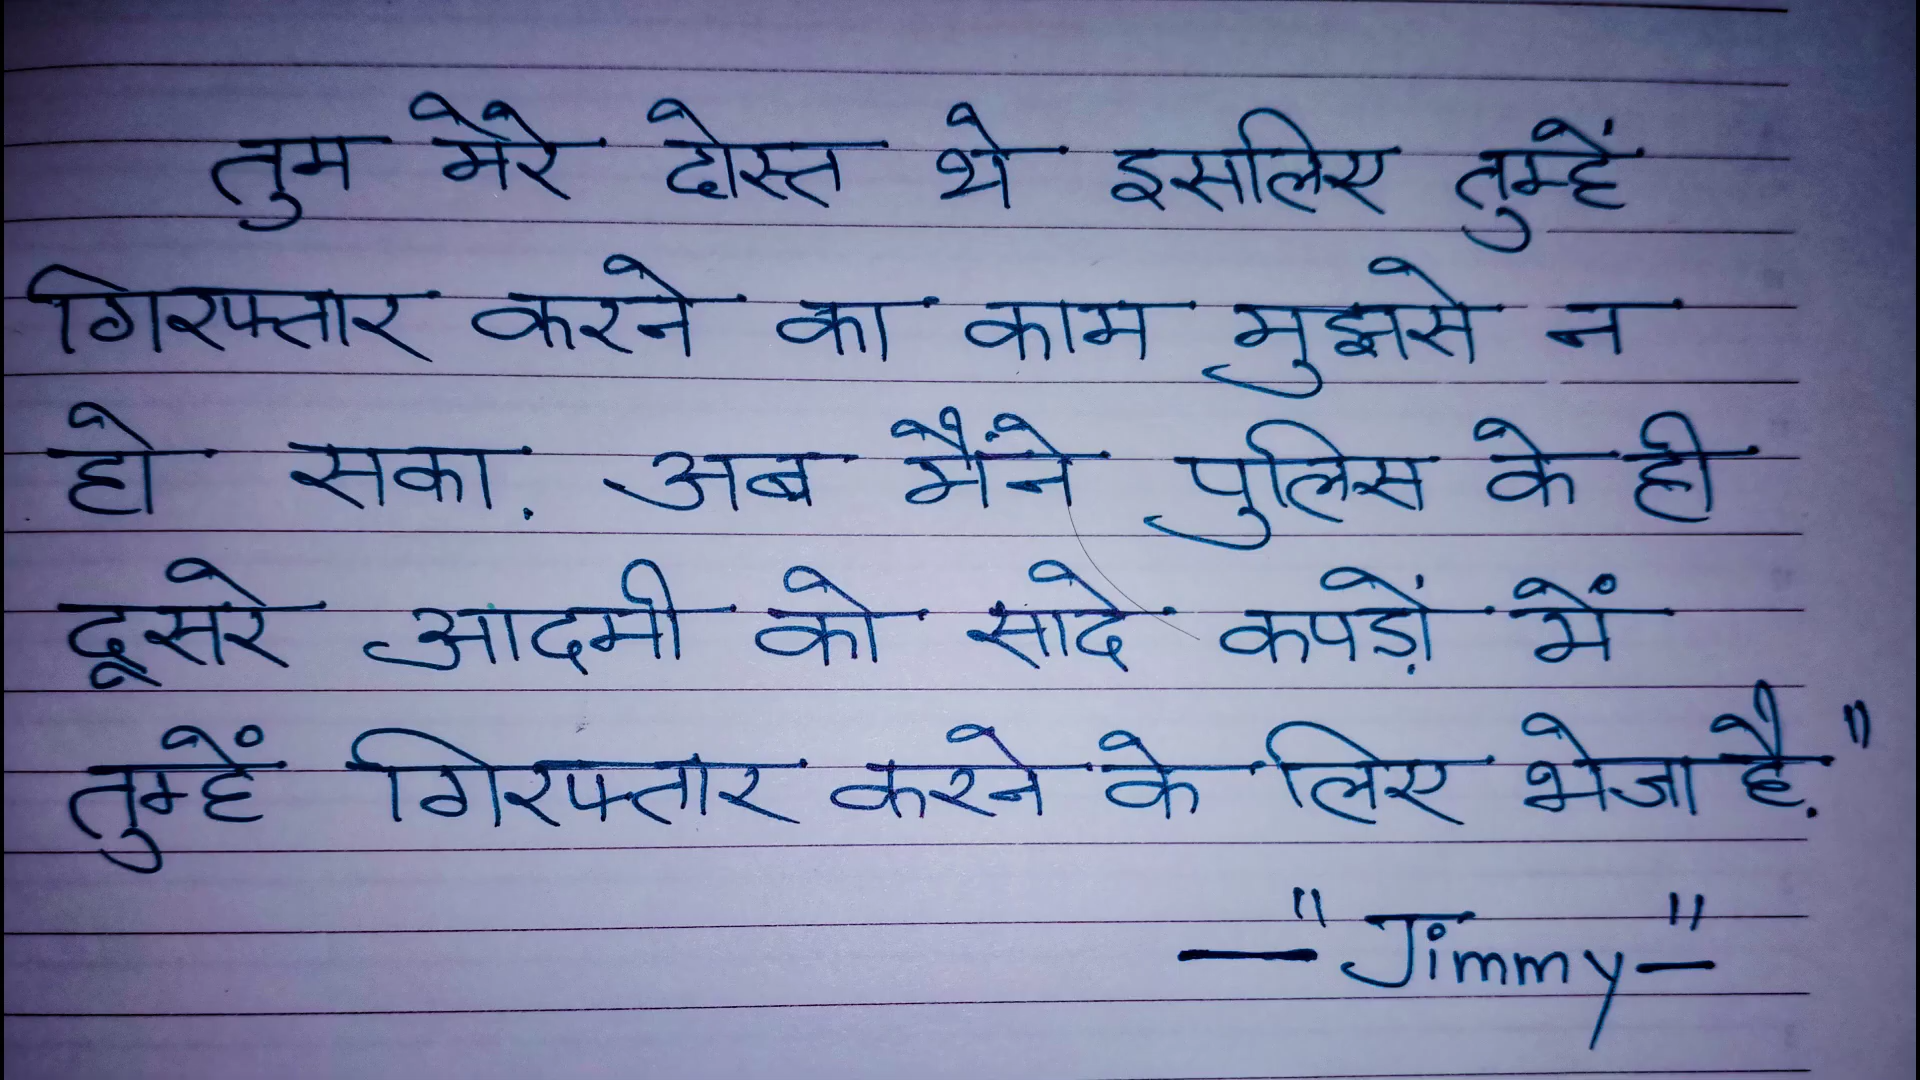 तुम मेरे दोस्त थे इसलिए तुम्हें
गिरफ्तार करने का काम मुझसे न
हो सका. अब मैंने पुलिस के ही
दूसरे आदमी को सादे कपड़ों में
तुम्हें गिरफ्तार करने के लिए भेजा है."
—"Jimmy—"